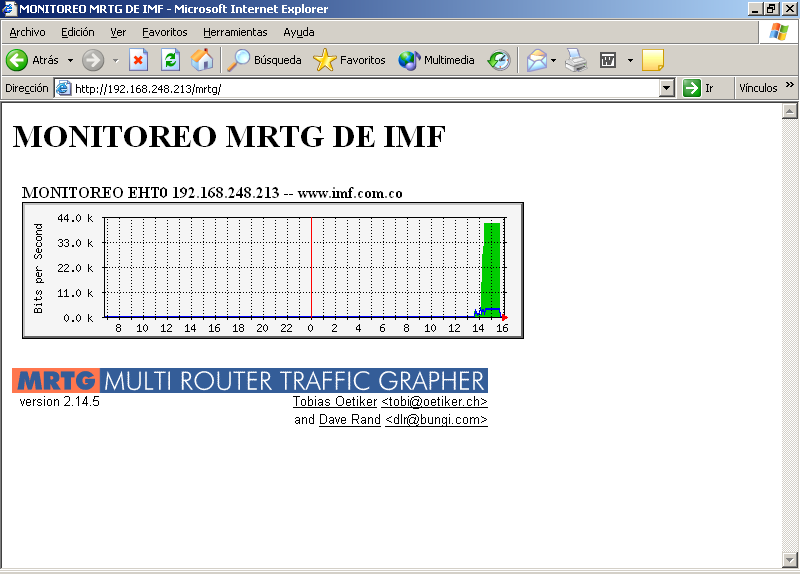 MONITOREO MRTG DE IMF - Microsoft Internet Explorer
Archivo Edición Ver Favoritos Herramientas Ayuda
Atrás Búsqueda Favoritos Multimedia
Dirección http://192.168.248.213/mrtg/ Ir Vínculos »
MONITOREO MRTG DE IMF
MONITOREO EHT0 192.168.248.213 -- www.imf.com.co
Bits per Second
44.0 k
33.0 k
22.0 k
11.0 k
0.0 k
8 10 12 14 16 18 20 22 0 2 4 6 8 10 12 14 16
MRTG MULTI ROUTER TRAFFIC GRAPHER
version 2.14.5 Tobias Oetiker <tobi@oetiker.ch>
and Dave Rand <dlr@bungi.com>